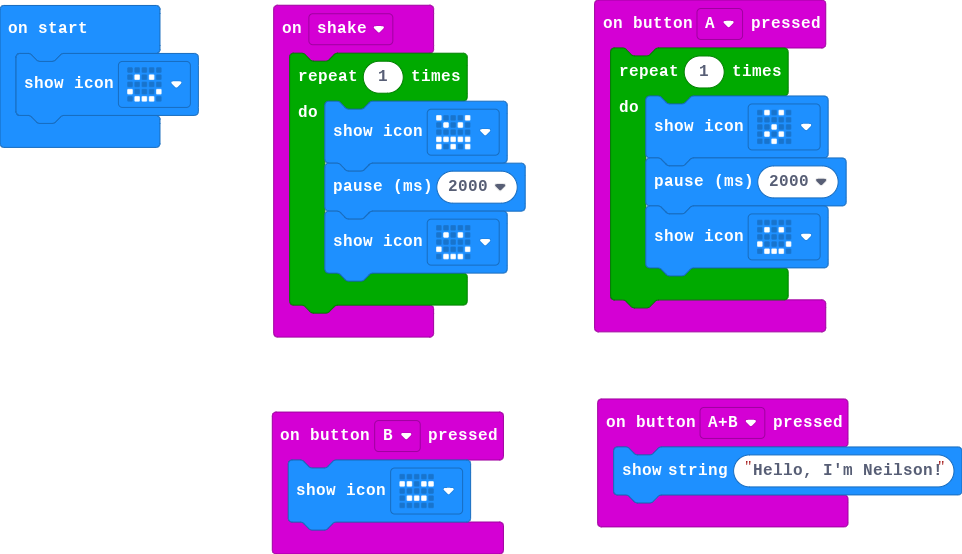 on start
show icon
on shake
repeat 1 times
do
show icon
pause (ms) 2000
show icon
on button A pressed
repeat 1 times
do
show icon
pause (ms) 2000
show icon
on button B pressed
show icon
on button A+B pressed
show string "Hello, I'm Neilson!"